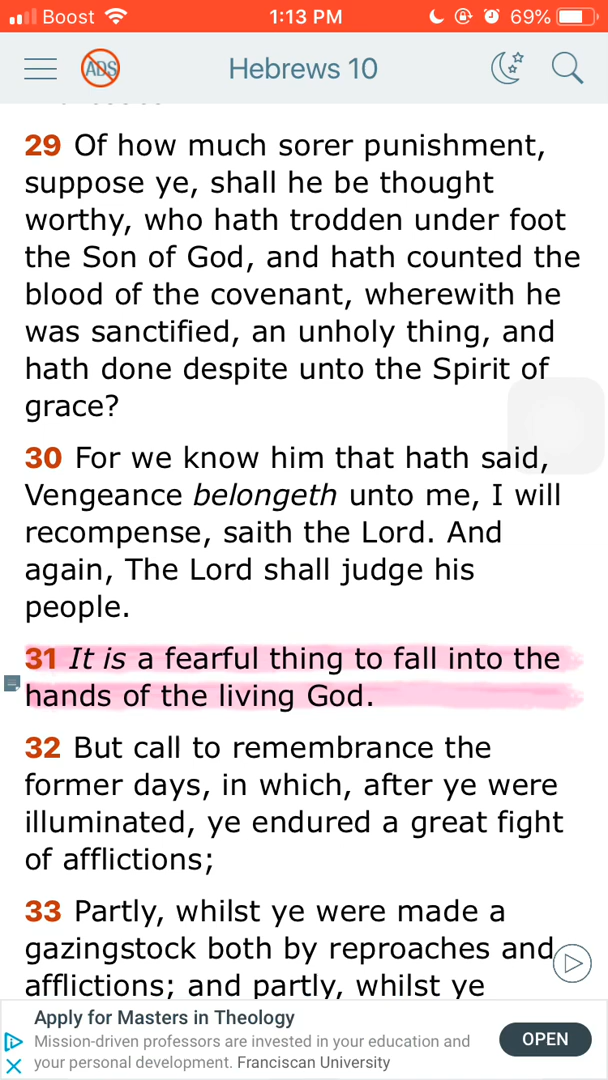 Boost 1:13 PM 69%
ADS Hebrews 10
29 Of how much sorer punishment,
suppose ye, shall he be thought
worthy, who hath trodden under foot
the Son of God, and hath counted the
blood of the covenant, wherewith he
was sanctified, an unholy thing, and
hath done despite unto the Spirit of
grace?
30 For we know him that hath said,
Vengeance belongeth unto me, I will
recompense, saith the Lord. And
again, The Lord shall judge his
people.
31 It is a fearful thing to fall into the
hands of the living God.
32 But call to remembrance the
former days, in which, after ye were
illuminated, ye endured a great fight
of afflictions;
33 Partly, whilst ye were made a
gazingstock both by reproaches and
afflictions; and partly, whilst ye
Apply for Masters in Theology
Mission-driven professors are invested in your education and
your personal development. Franciscan University
OPEN